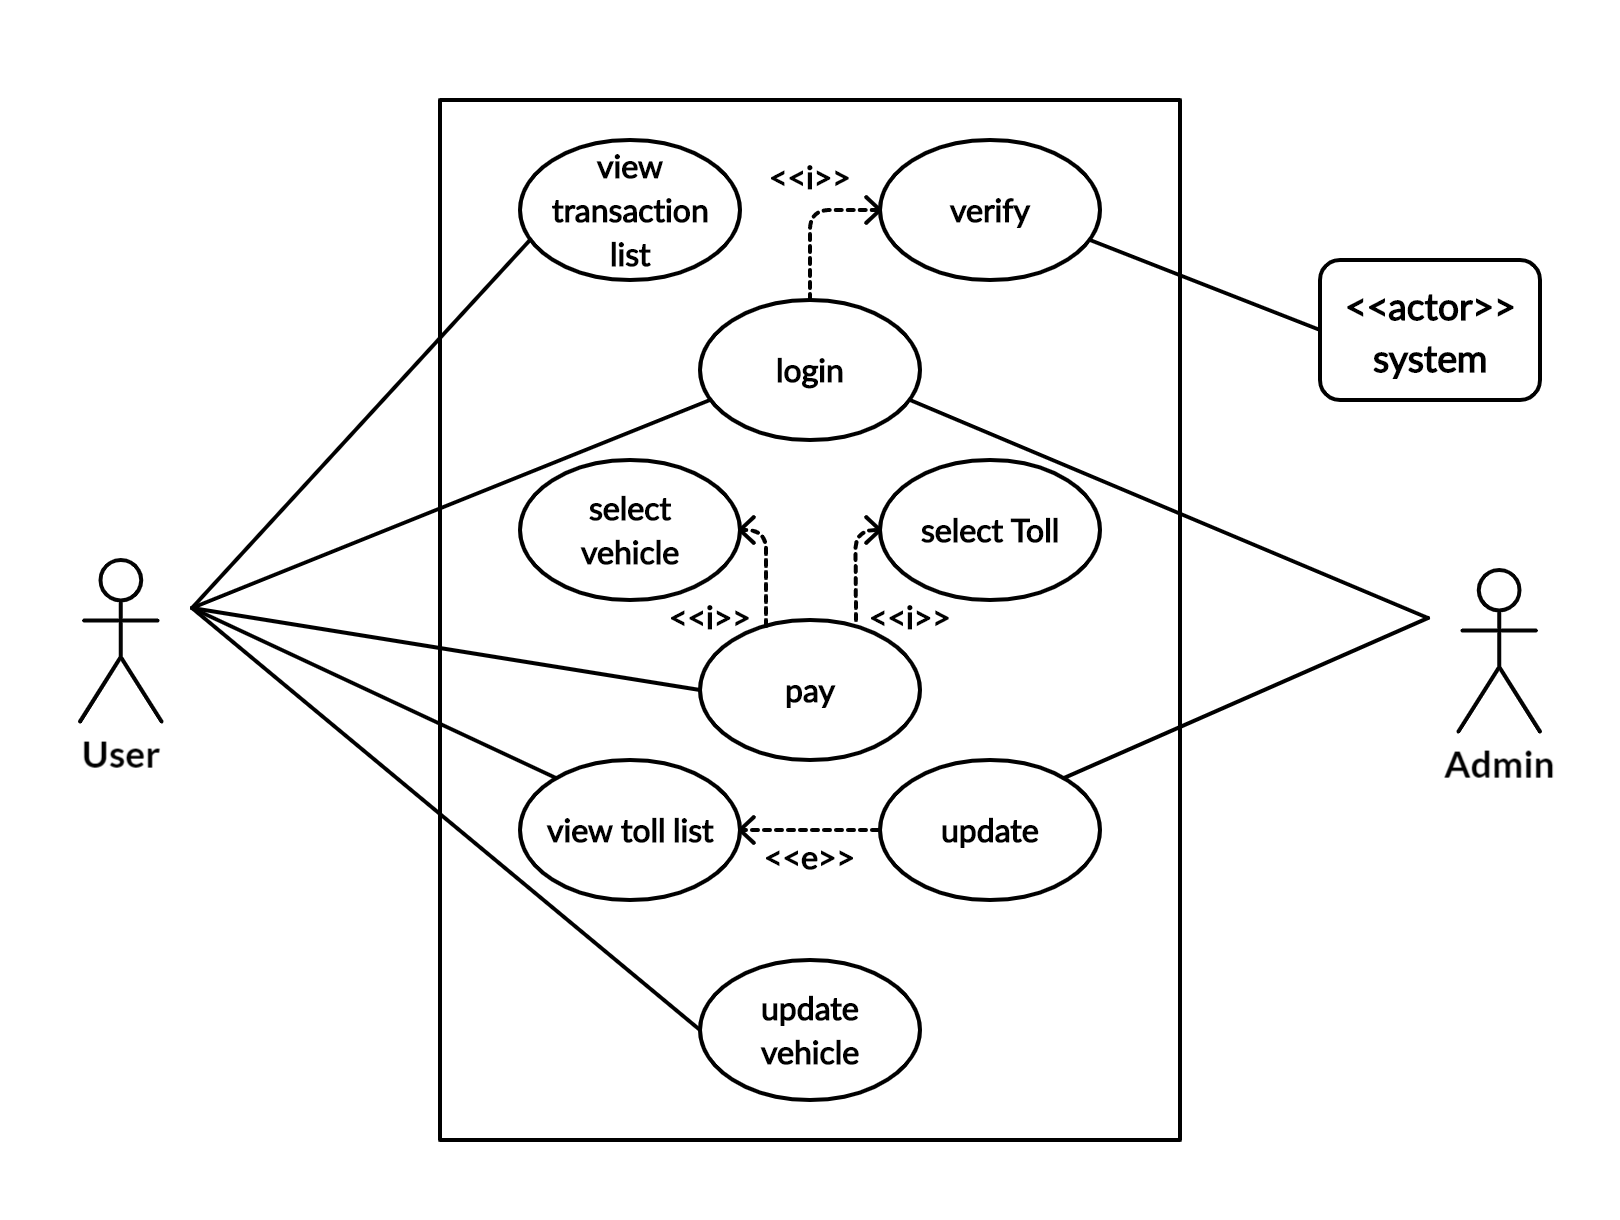 view
transaction
list
<<i>>
verify
<<actor>>
system
login
select
vehicle
select Toll
<<i>>
<<i>>
pay
User
Admin
view toll list
<<e>>
update
update
vehicle